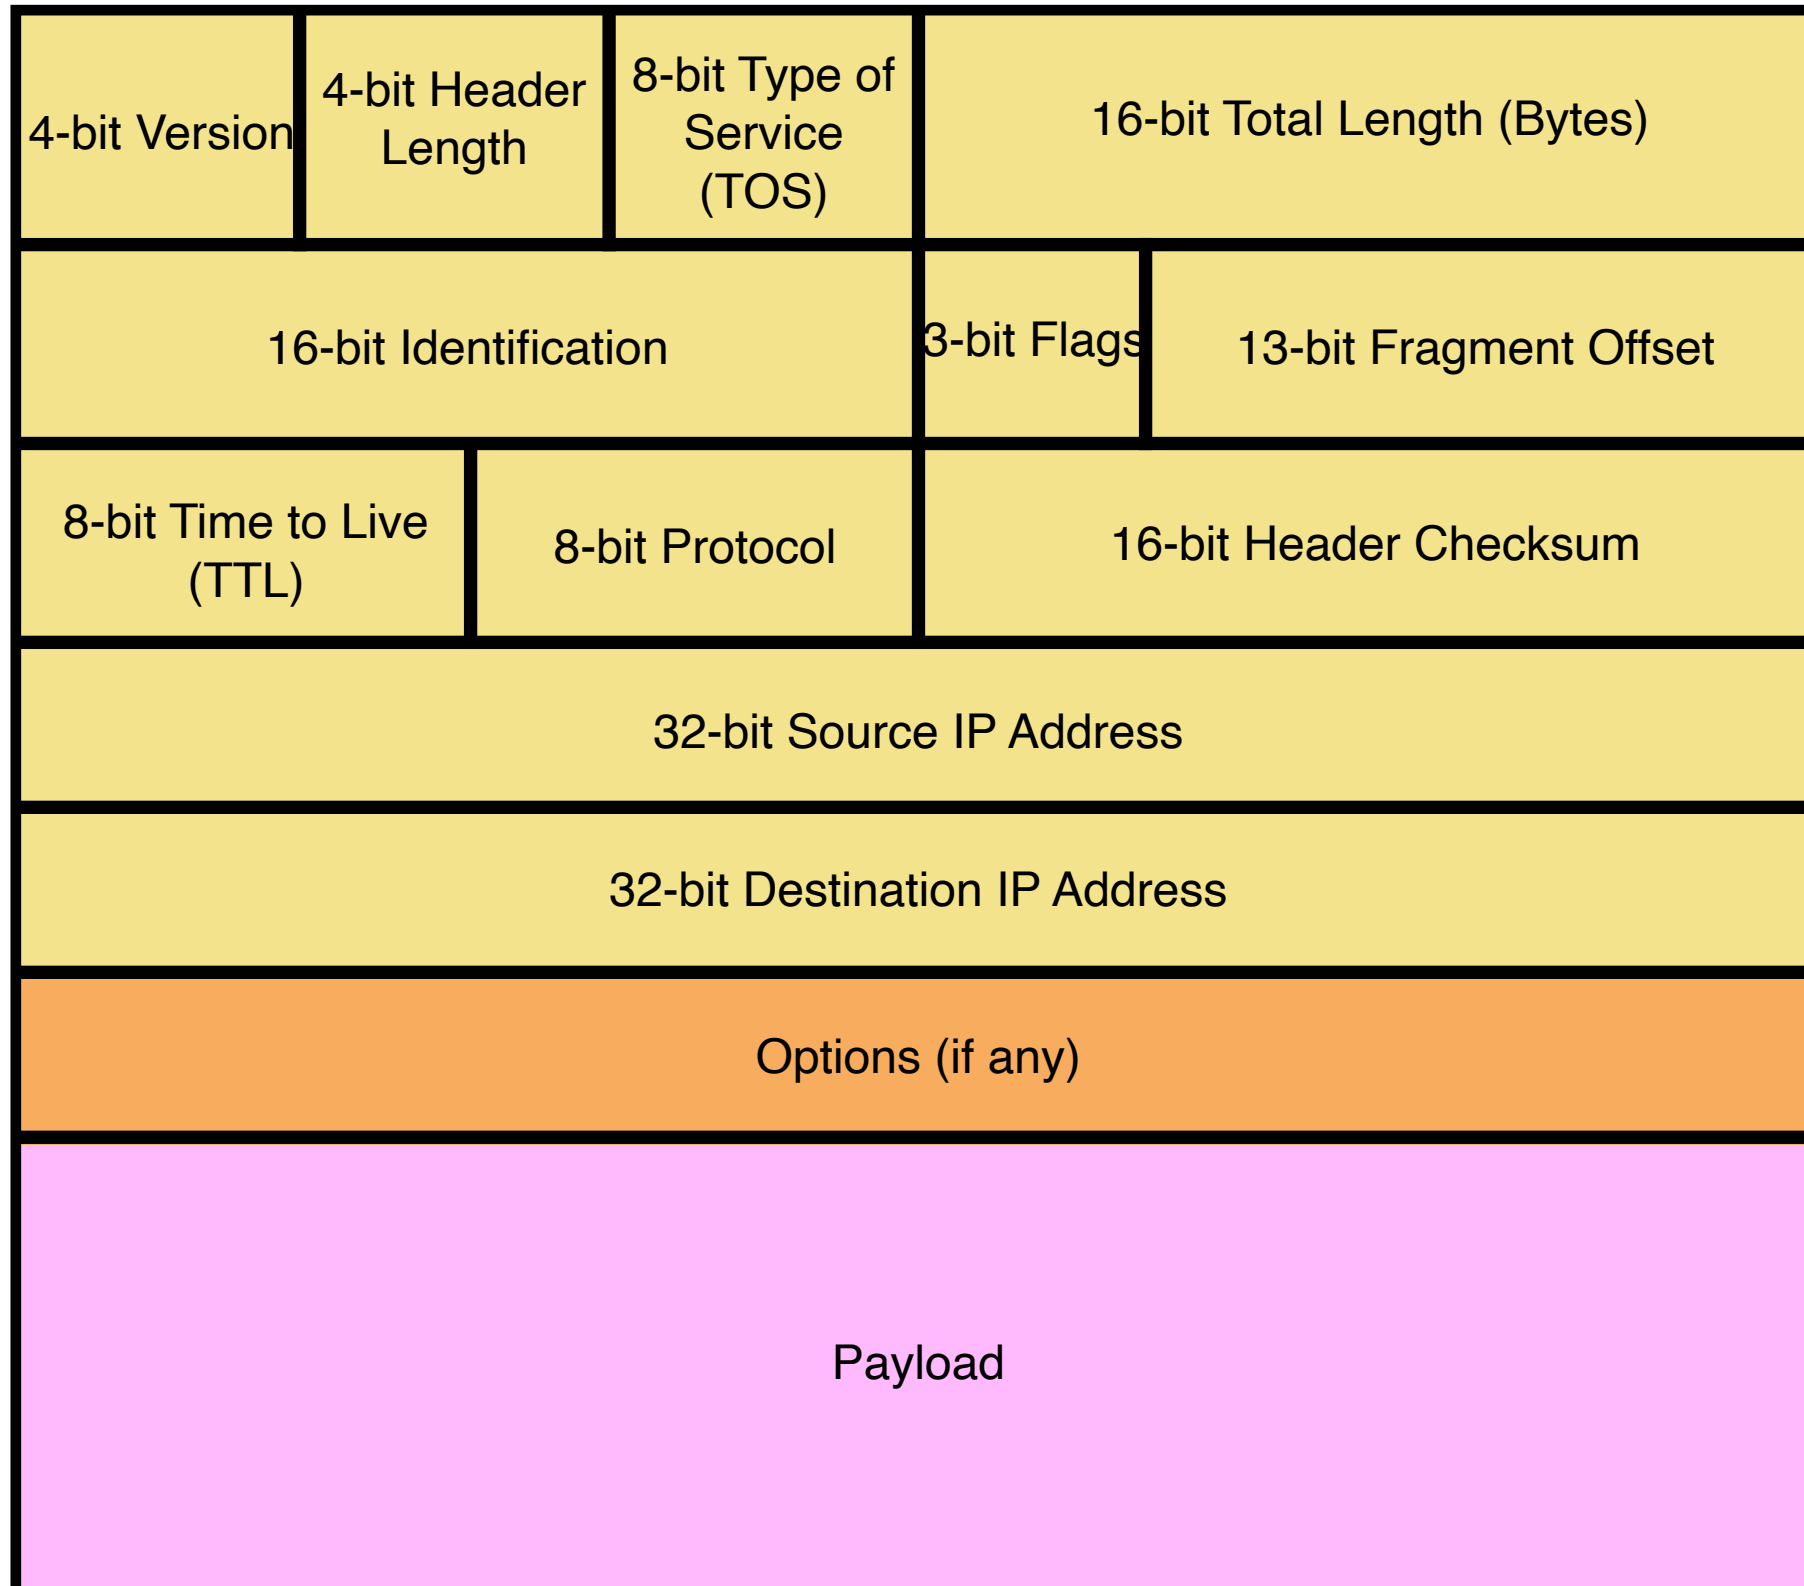 4-bit Version
4-bit Header
Length
8-bit Type of
Service
(TOS)
16-bit Total Length (Bytes)
16-bit Identification
3-bit Flags
13-bit Fragment Offset
8-bit Time to Live
(TTL)
8-bit Protocol
16-bit Header Checksum
32-bit Source IP Address
32-bit Destination IP Address
Options (if any)
Payload